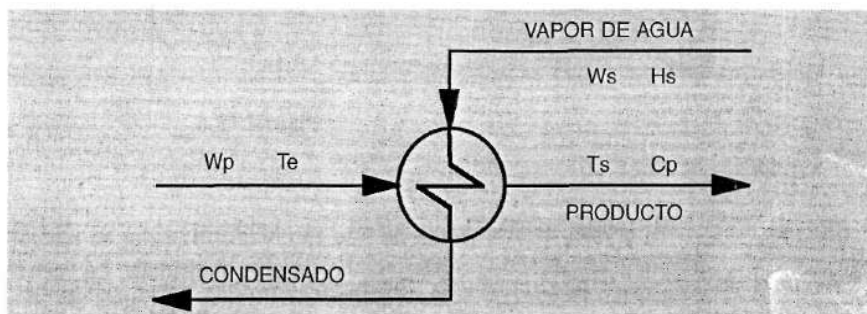 VAPOR DE AGUA
Ws Hs
Wp Te
Ts Cp
PRODUCTO
CONDENSADO